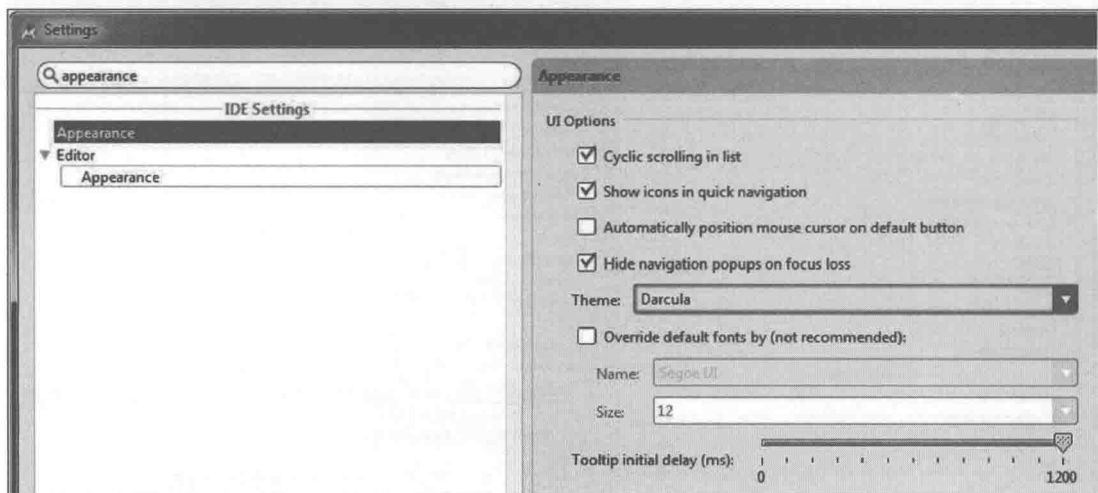 Settings
appearance
IDE Settings
Appearance
Editor
Appearance
Appearance
UI Options
Cyclic scrolling in list
Show icons in quick navigation
Automatically position mouse cursor on default button
Hide navigation popups on focus loss
Theme: Darcula
Override default fonts by (not recommended):
Name: Segoe UI
Size: 12
Tooltip initial delay (ms):
0 1200